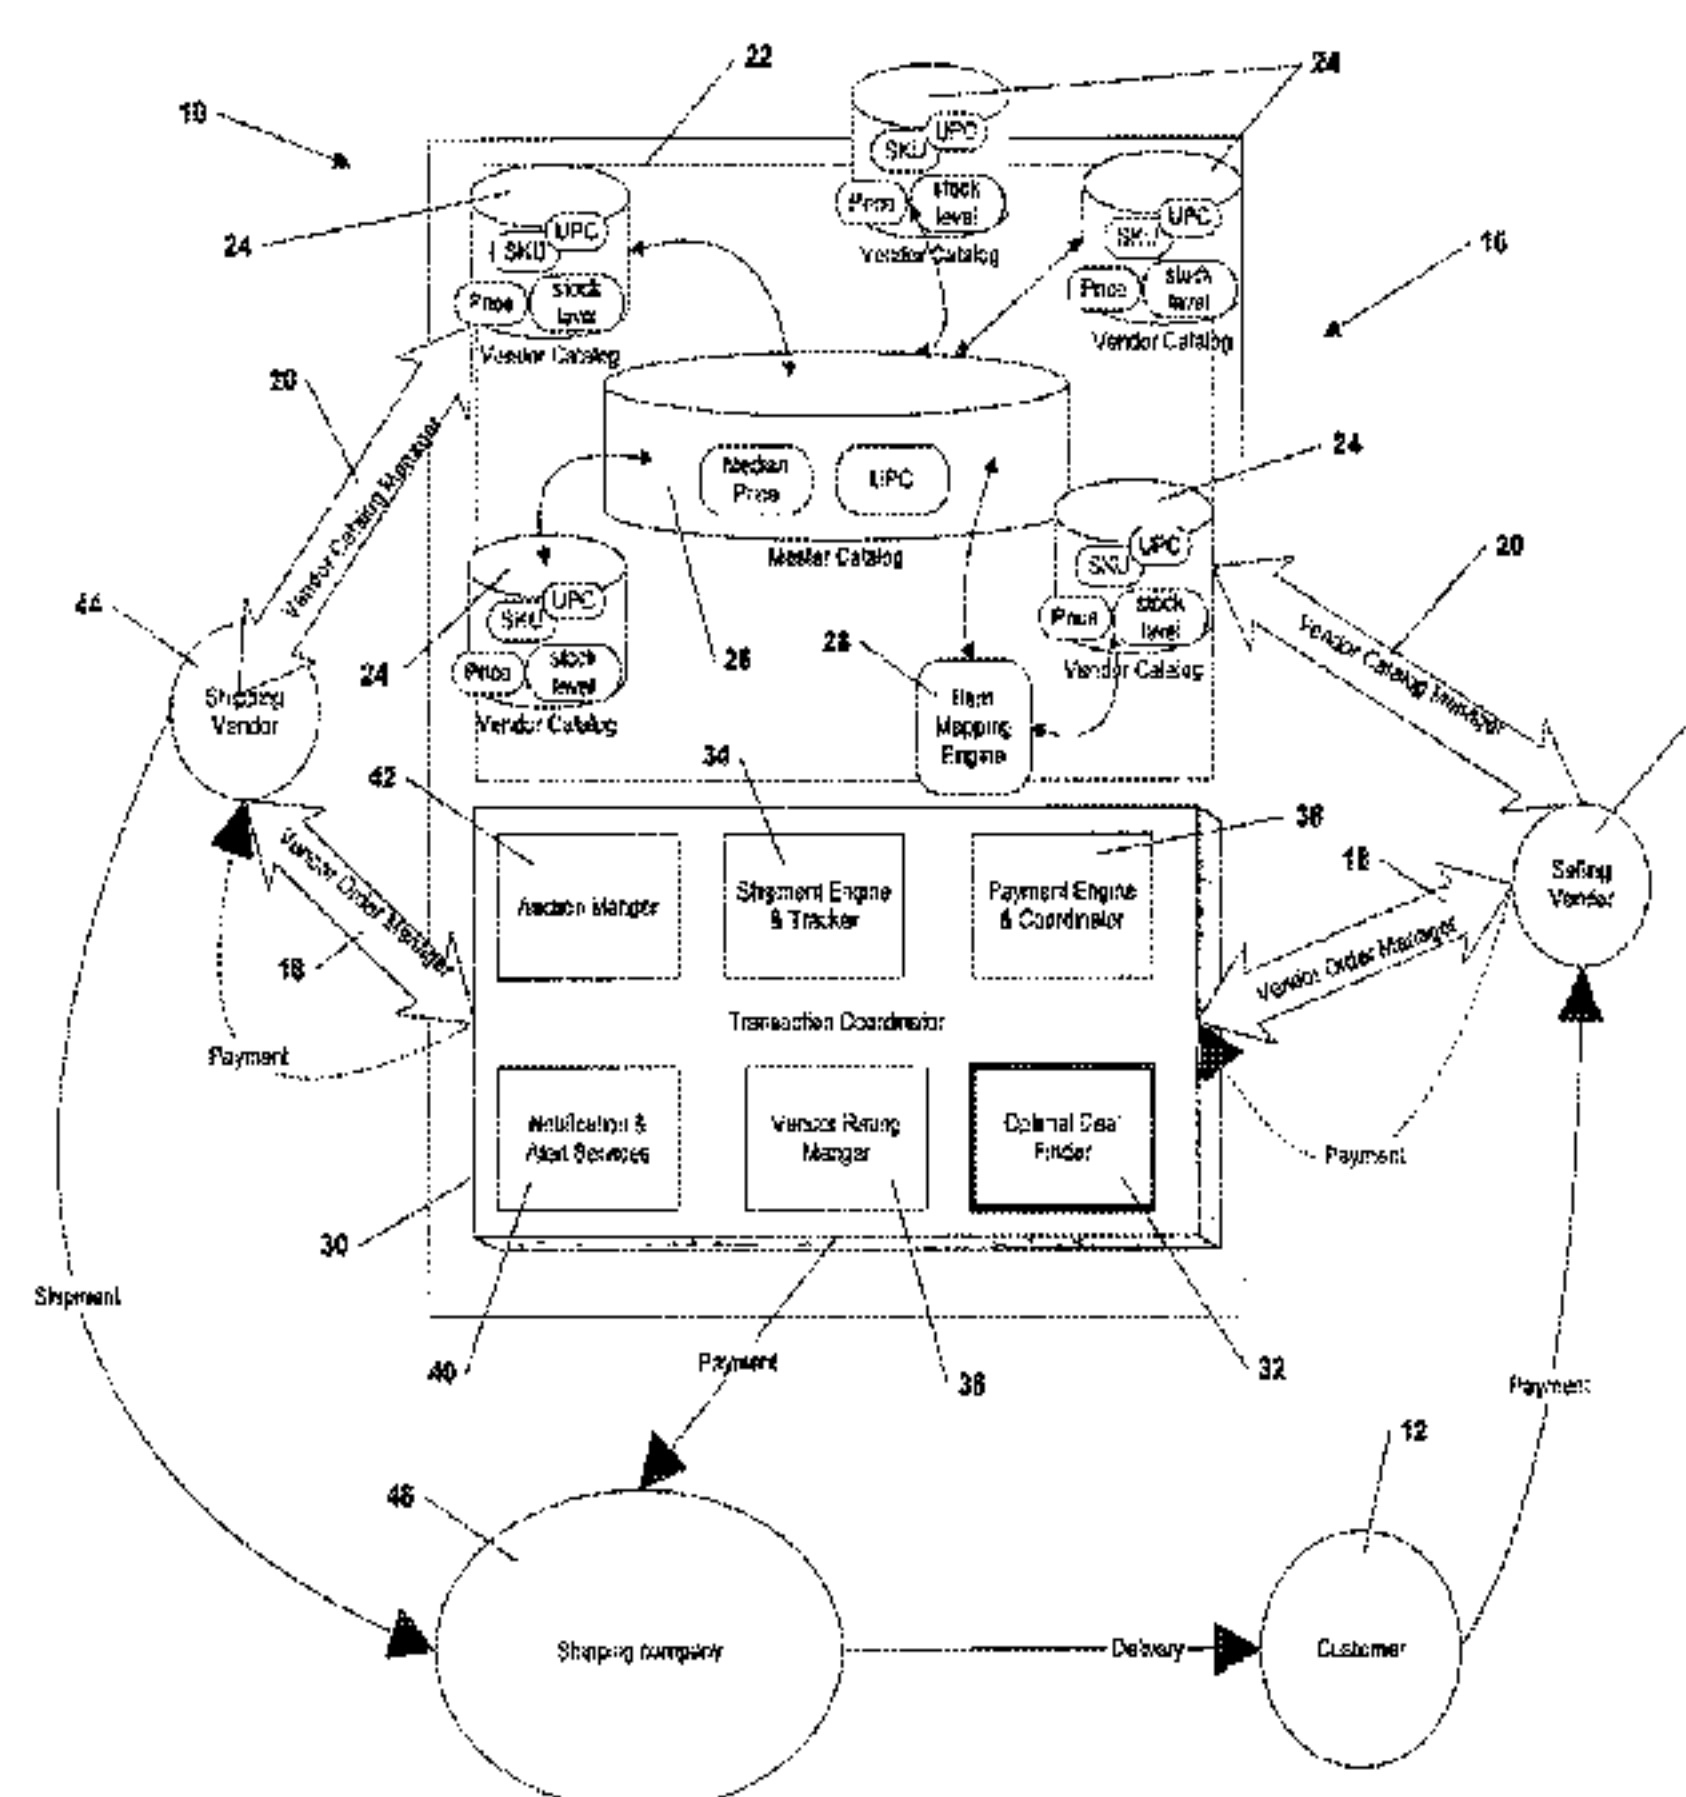 22
24
10
UPC
SKU
Price
stock
level
Vendor Catalog
24
UPC
SKU
Price
stock
level
Vendor Catalog
UPC
SKU
Price
stock
level
Vendor Catalog
16
20
Vendor Catalog Manager
Median
Price
UPC
Master Catalog
24
UPC
SKU
Price
stock
level
Vendor Catalog
20
Vendor Catalog Manager
44
Shipping
Vendor
24
UPC
SKU
Price
stock
level
Vendor Catalog
26
28
Item
Mapping
Engine
42
34
36
Auction Manger
Shipment Engine
& Tracker
Payment Engine
& Coordinator
18
Selling
Vendor
Vendor Order Manager
18
Vendor Order Manager
Transaction Coordinator
Payment
Notification &
Alert Services
Vendor Rating
Manger
Optimal Deal
Finder
Payment
30
Shipment
40
Payment
38
32
Payment
12
46
Shipping company
Delivery
Customer